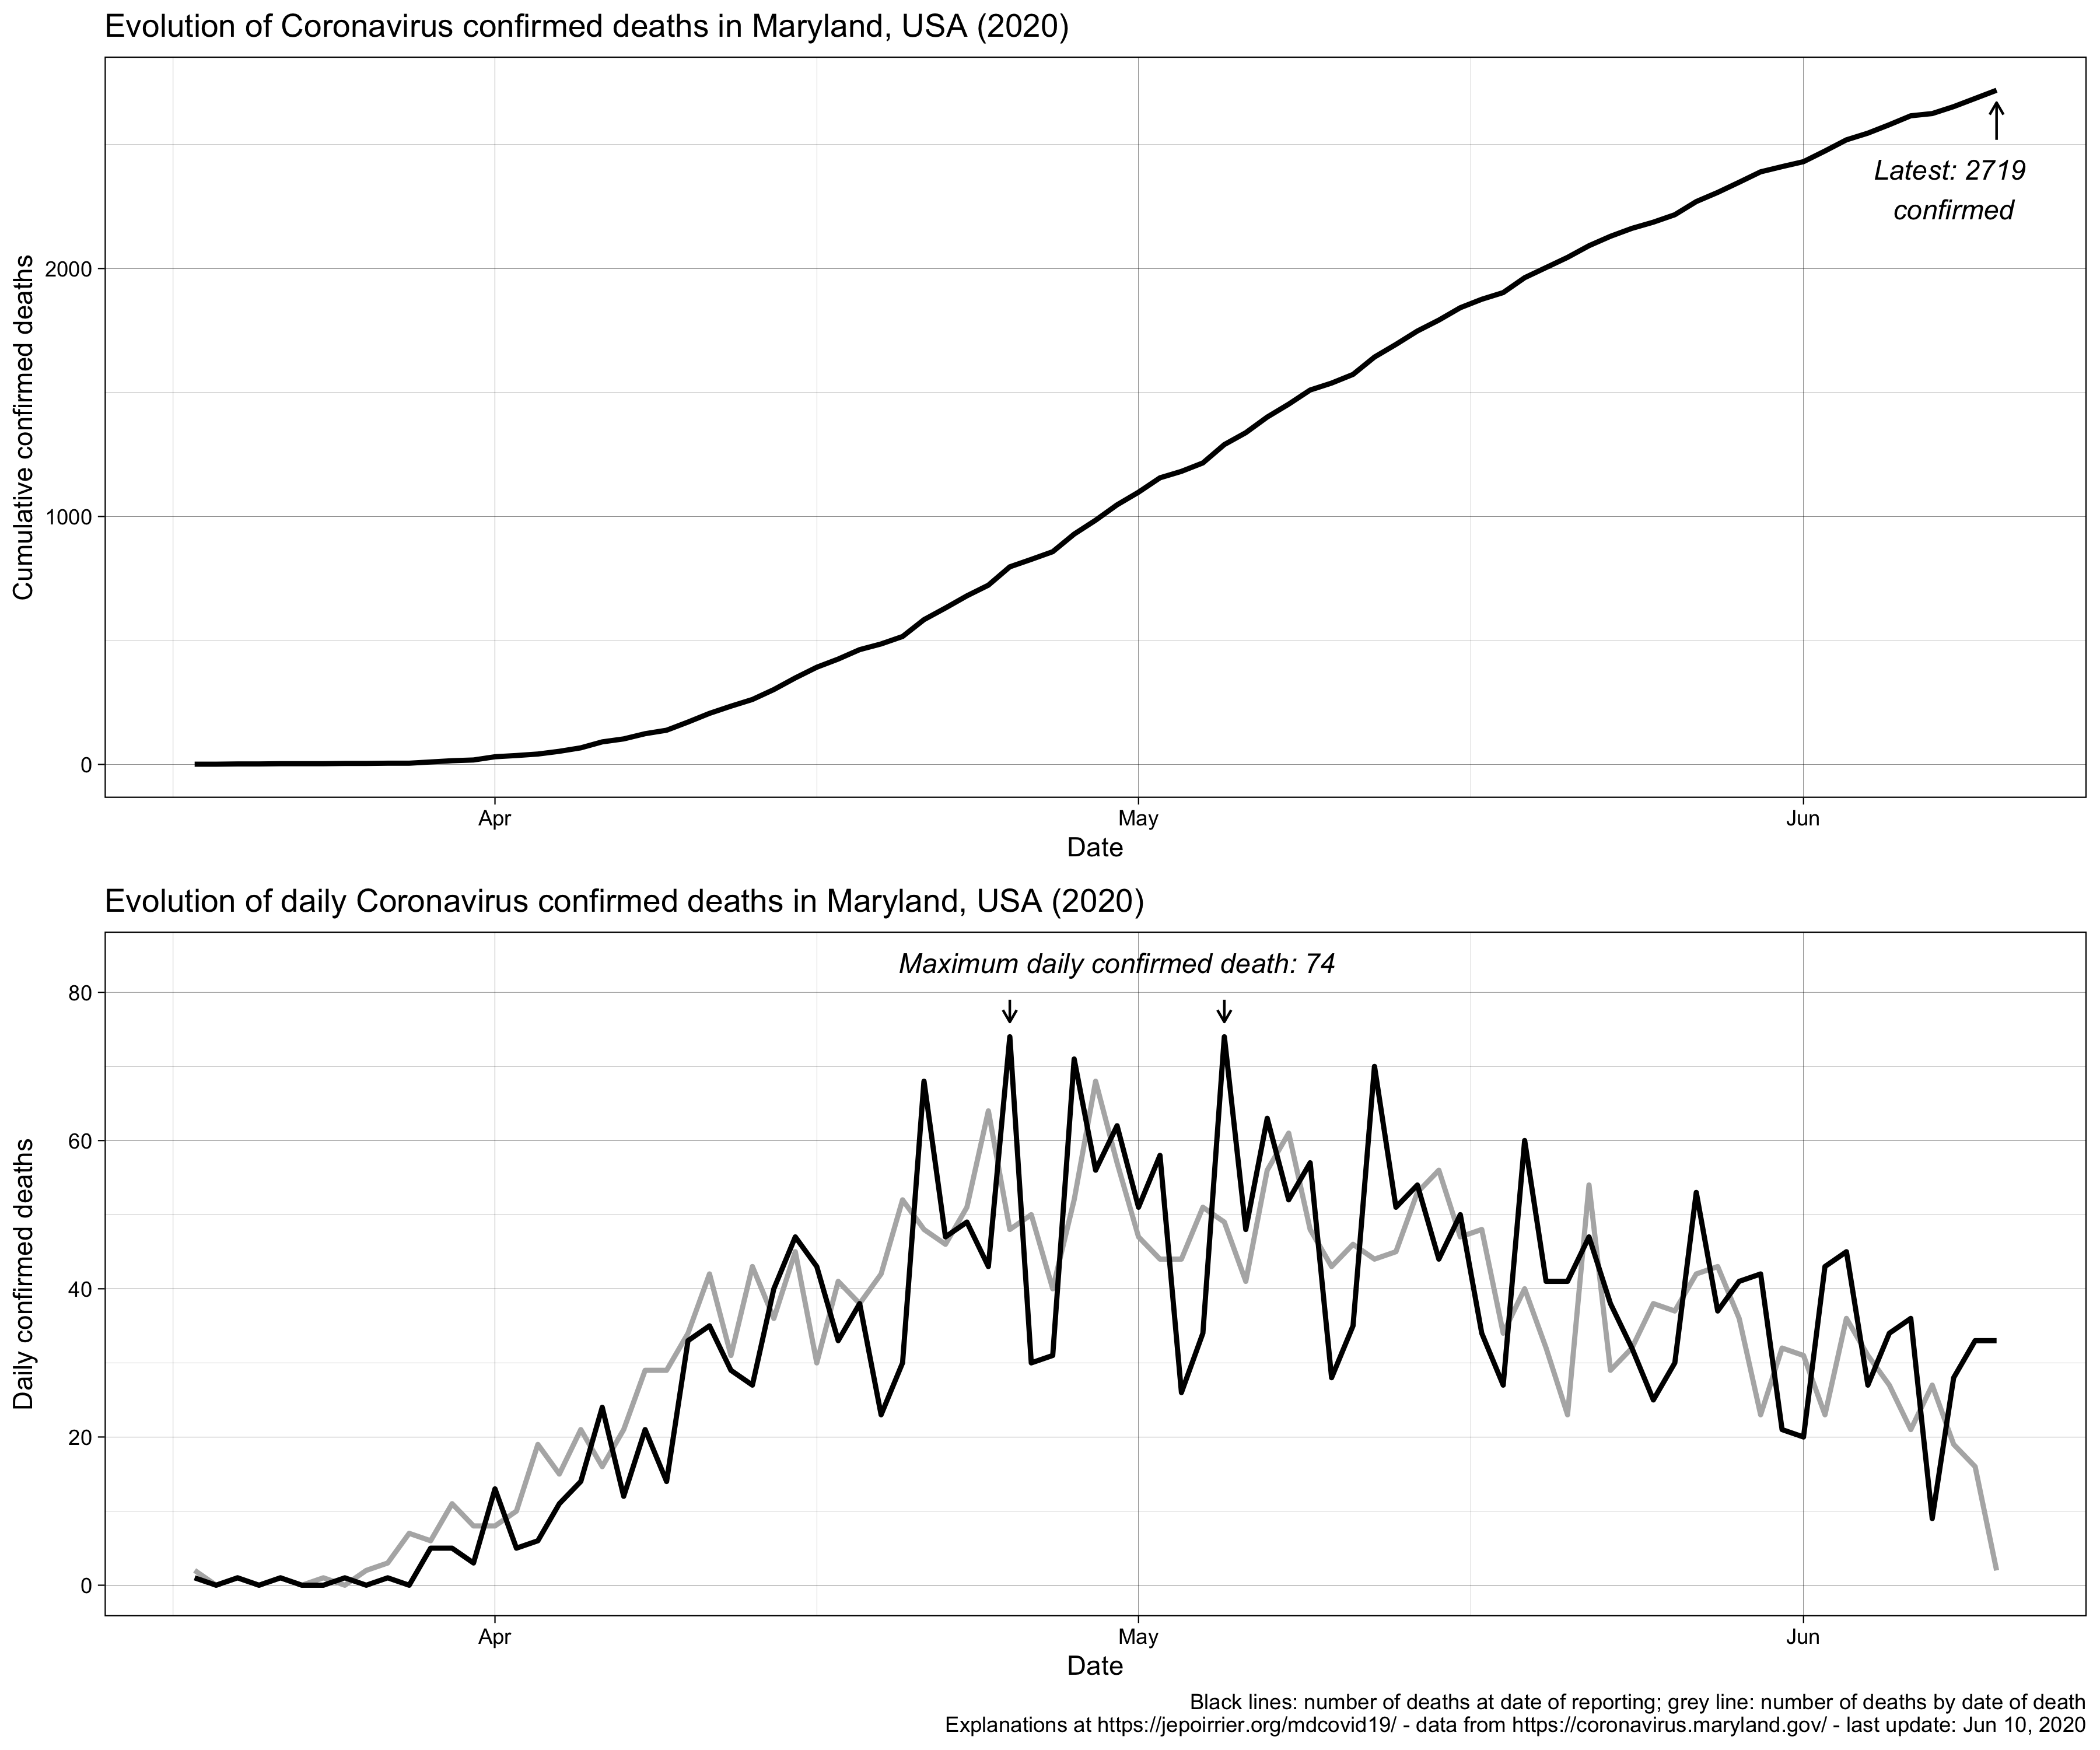 Evolution of Coronavirus confirmed deaths in Maryland, USA (2020)
Cumulative confirmed deaths
2000
1000
0
Latest: 2719
confirmed
Apr
May
Jun
Date
Evolution of daily Coronavirus confirmed deaths in Maryland, USA (2020)
Maximum daily confirmed death: 74
Daily confirmed deaths
80
60
40
20
0
Apr
May
Jun
Date
Black lines: number of deaths at date of reporting; grey line: number of deaths by date of death
Explanations at https://jepoirrier.org/mdcovid19/ - data from https://coronavirus.maryland.gov/ - last update: Jun 10, 2020